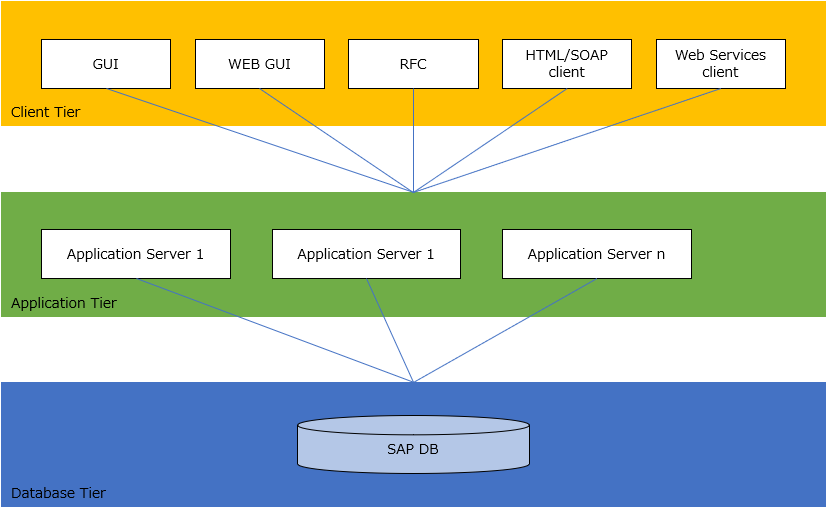 GUI
WEB GUI
RFC
HTML/SOAP
client
Web Services
client
Client Tier
Application Server 1
Application Server 1
Application Server n
Application Tier
SAP DB
Database Tier